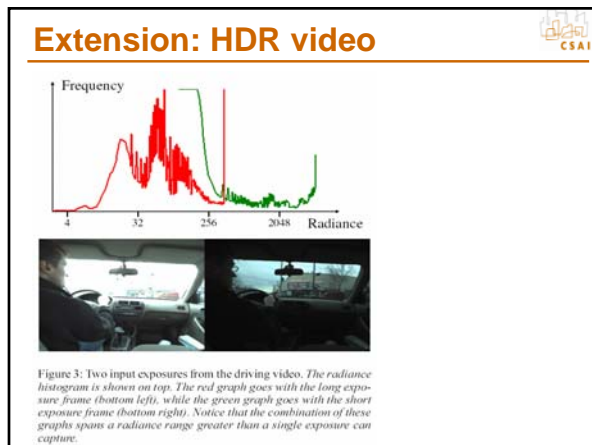 Extension: HDR video
CSAI
Frequency
4 32 256 2048 Radiance
Figure 3: Two input exposures from the driving video. The radiance
histogram is shown on top. The red graph goes with the long expo-
sure frame (bottom left), while the green graph goes with the short
exposure frame (bottom right). Notice that the combination of these
graphs spans a radiance range greater than a single exposure can
capture.